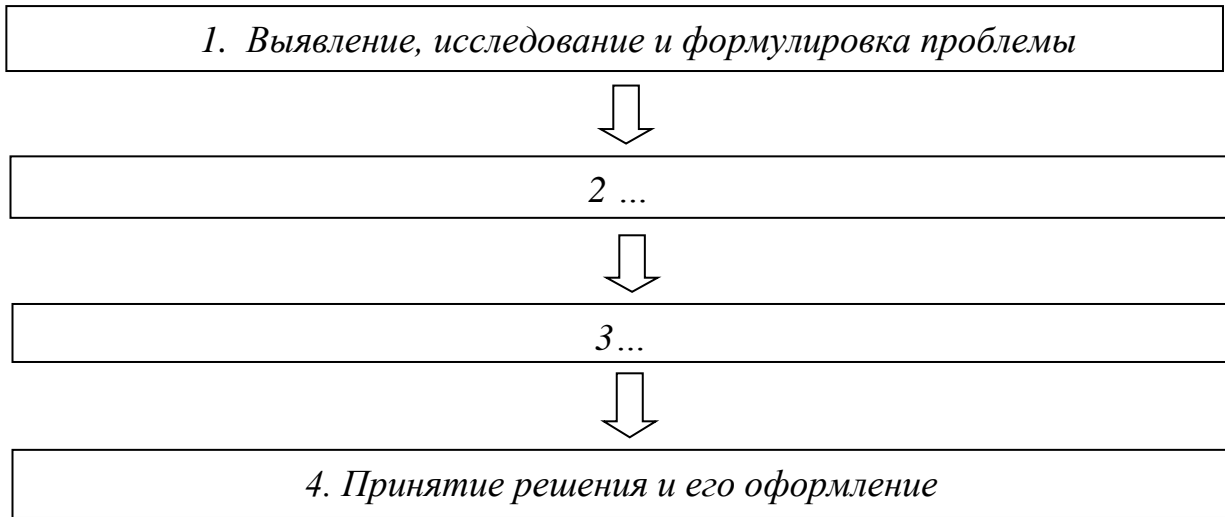 1. Выявление, исследование и формулировка проблемы
2 …
3…
4. Принятие решения и его оформление